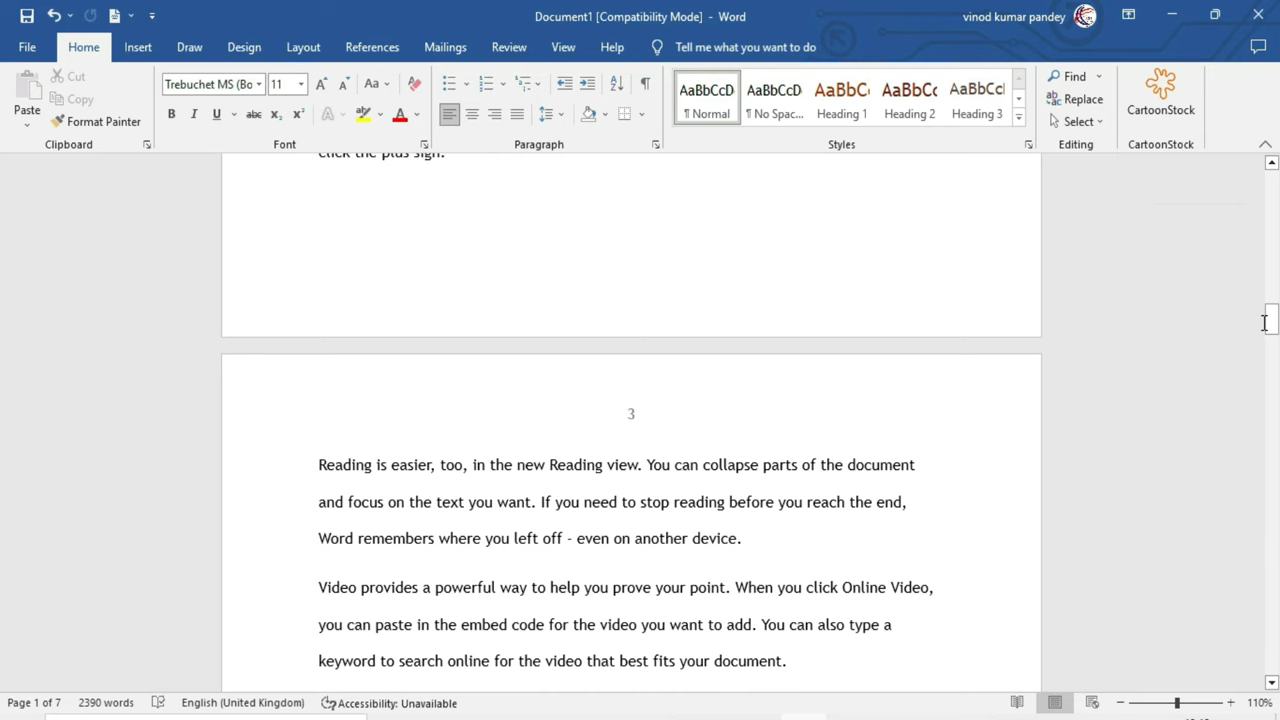 Document1 [Compatibility Mode] - Word
vinod kumar pandey
File Home Insert Draw Design Layout References Mailings Review View Help Tell me what you want to do
Paste
Cut
Copy
Format Painter
Clipboard
Trebuchet MS (Bo 11
Aa
B I U abc x₂ x² A A
Font
Paragraph
AaBbCcD AaBbCcD AaBbC AaBbCc AaBbCcI
¶ Normal ¶ No Spac... Heading 1 Heading 2 Heading 3
Styles
Find
Replace
Select
Editing
CartoonStock
CartoonStock
click the plus sign.
3
Reading is easier, too, in the new Reading view. You can collapse parts of the document
and focus on the text you want. If you need to stop reading before you reach the end,
Word remembers where you left off - even on another device.
Video provides a powerful way to help you prove your point. When you click Online Video,
you can paste in the embed code for the video you want to add. You can also type a
keyword to search online for the video that best fits your document.
Page 1 of 7 2390 words English (United Kingdom) Accessibility: Unavailable 110%